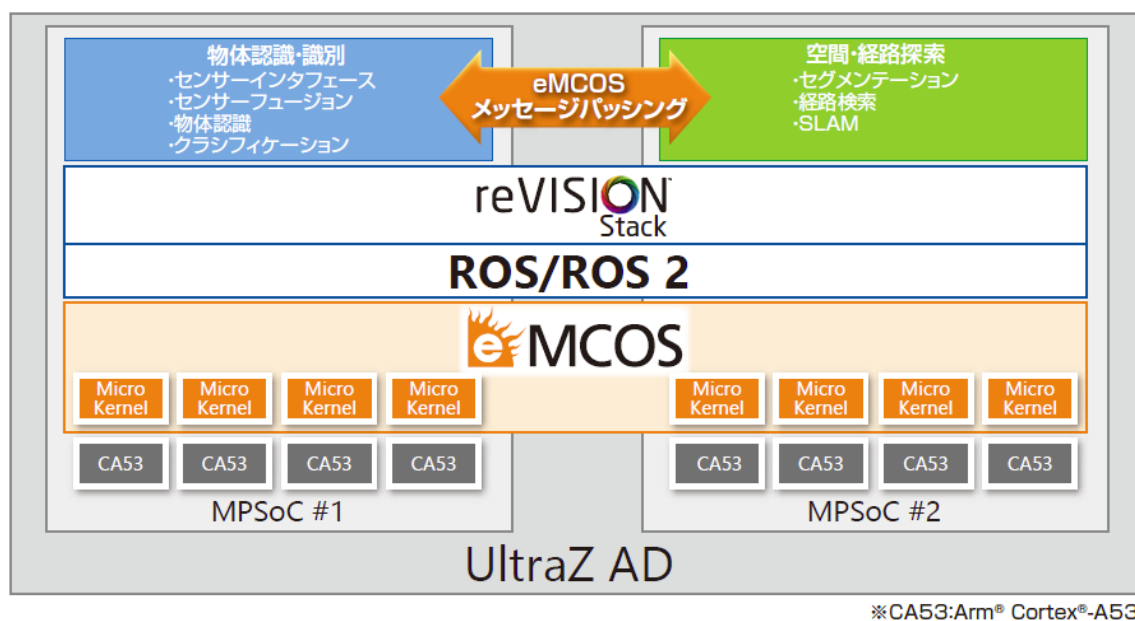 物体認識・識別
・センサーインタフェース
・センサーフュージョン
・物体認識
・クラシフィケーション
eMCOS
メッセージパッシング
空間・経路探索
・セグメンテーション
・経路検索
・SLAM
reVISION™
Stack
ROS/ROS 2
eMCOS
Micro Kernel Micro Kernel Micro Kernel Micro Kernel Micro Kernel Micro Kernel Micro Kernel Micro Kernel
CA53 CA53 CA53 CA53 CA53 CA53 CA53 CA53
MPSoC #1 MPSoC #2
UltraZ AD
※CA53:Arm® Cortex®-A53